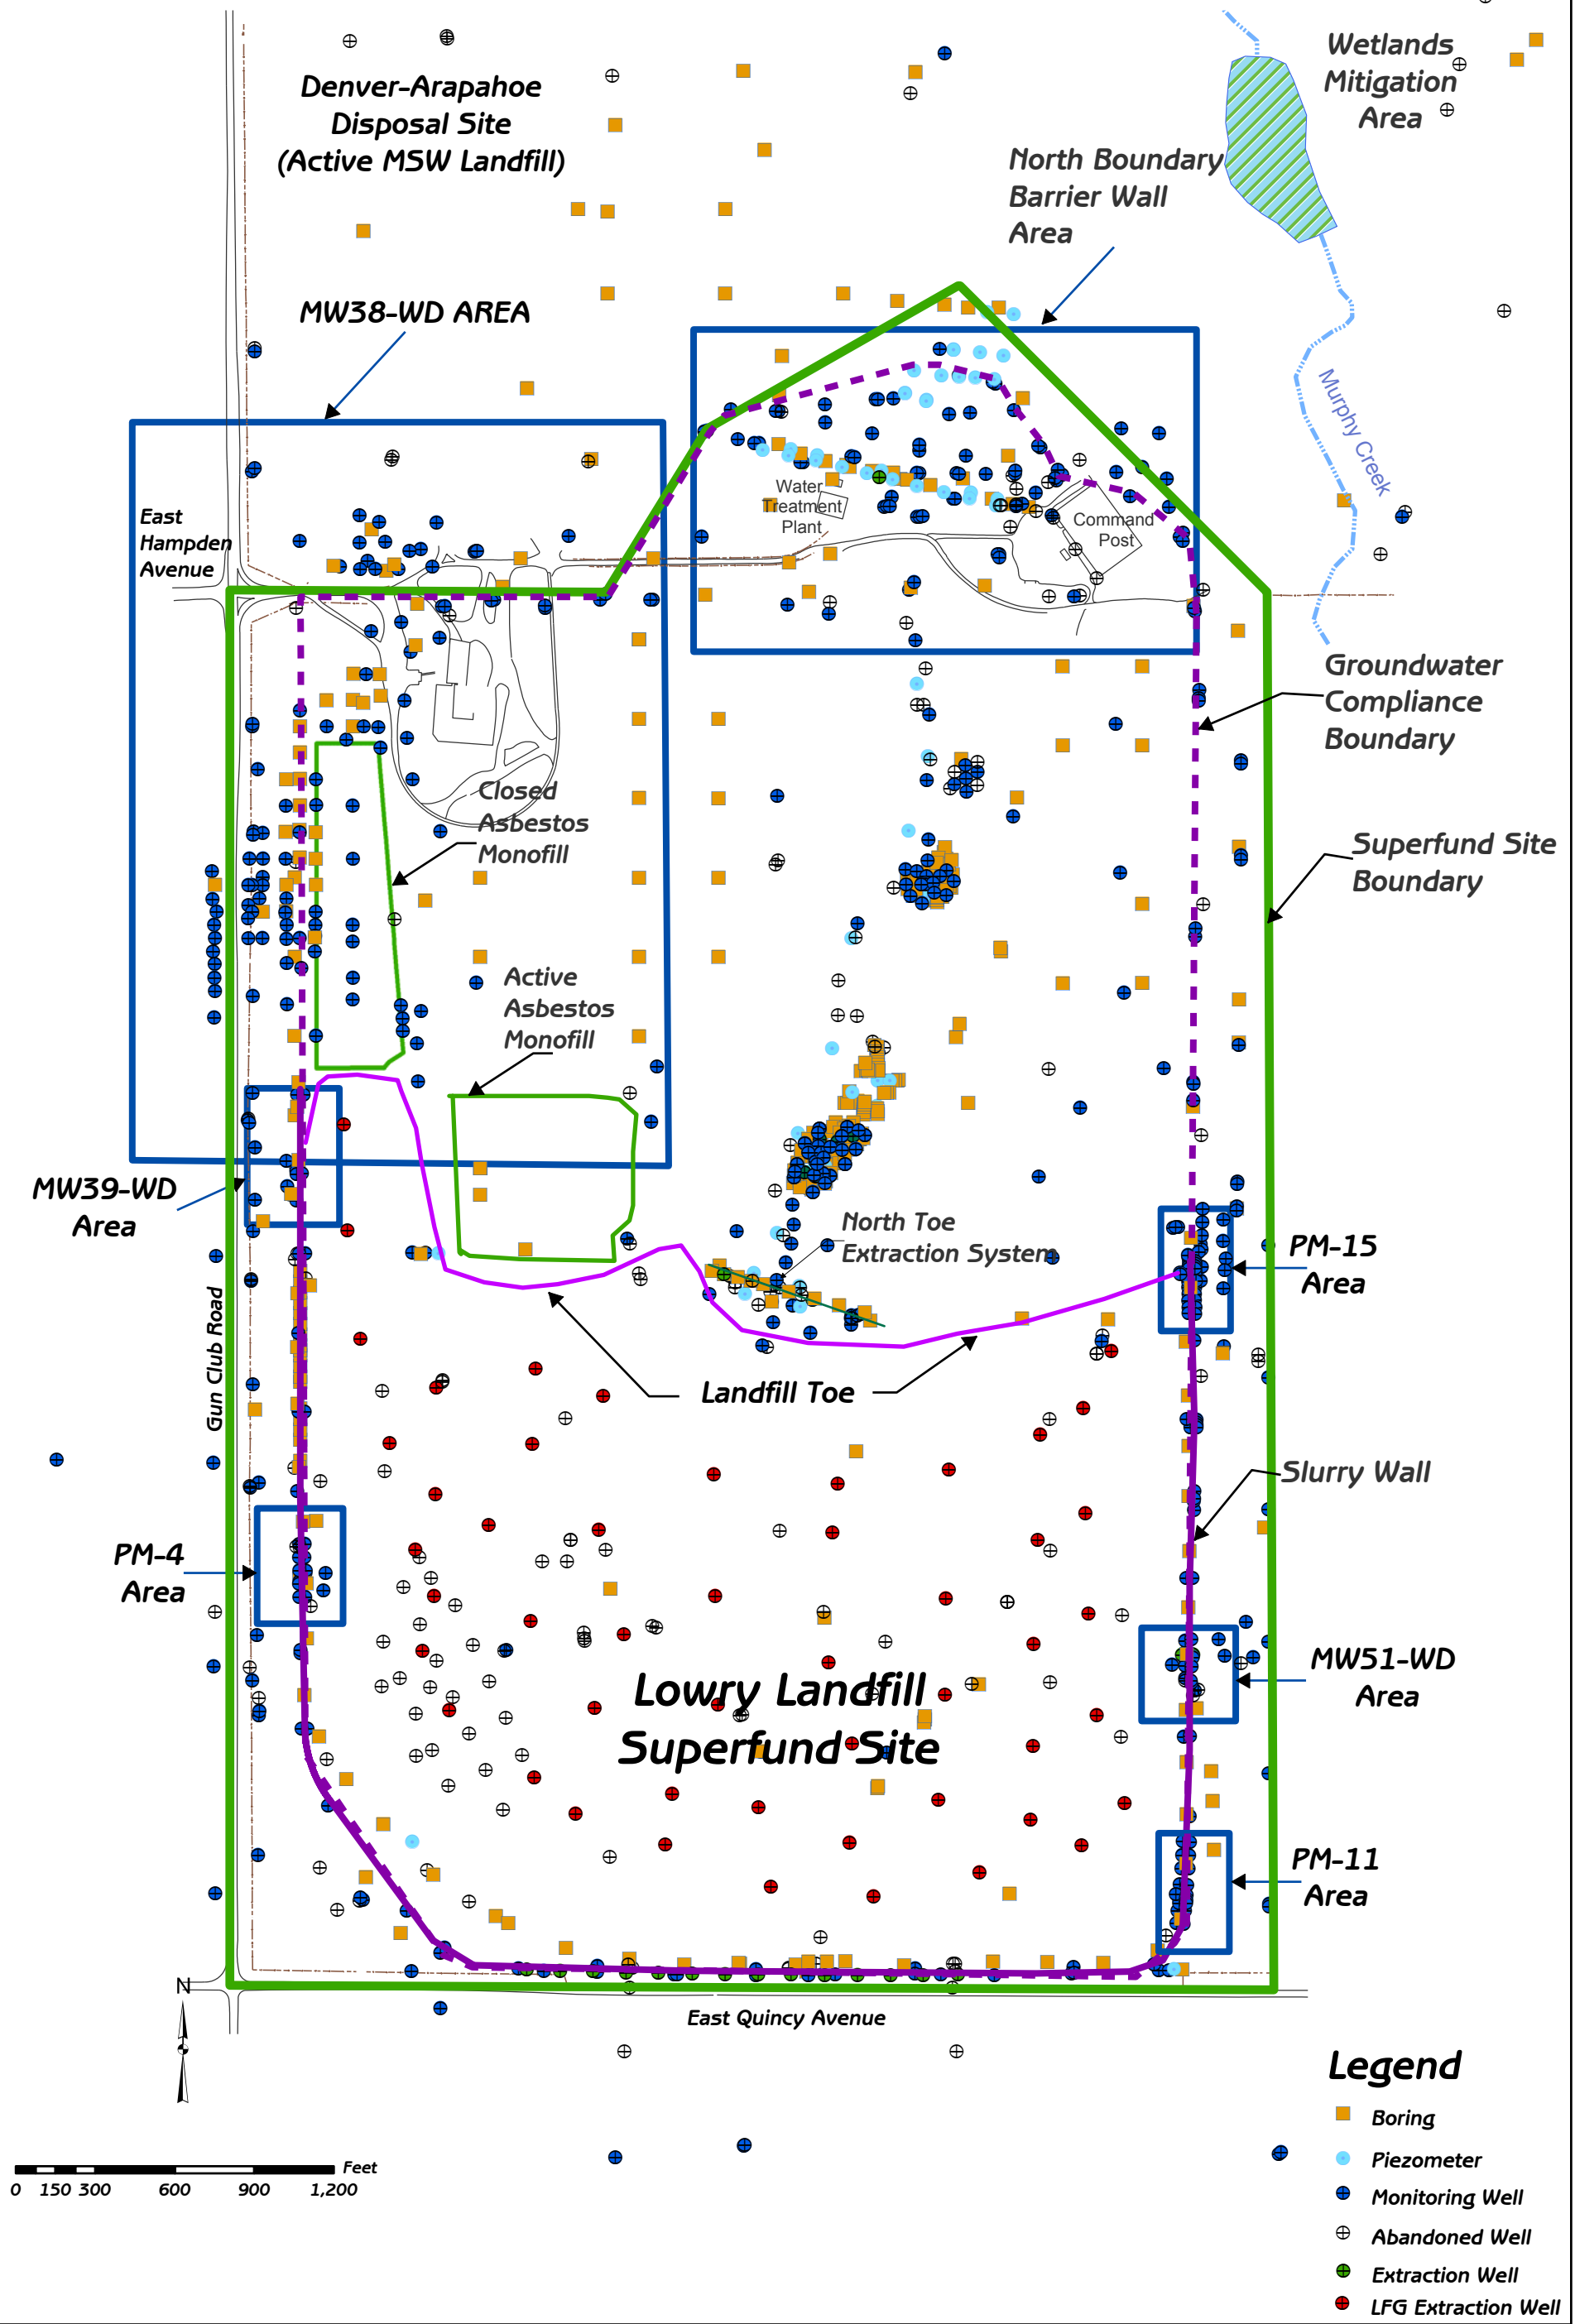 Denver-Arapahoe
Disposal Site
(Active MSW Landfill)
Wetlands
Mitigation
Area
North Boundary
Barrier Wall
Area
MW38-WD AREA
Murphy Creek
East
Hampden
Avenue
Water
Treatment
Plant
Command
Post
Groundwater
Compliance
Boundary
Closed
Asbestos
Monofill
Superfund Site
Boundary
Active
Asbestos
Monofill
MW39-WD
Area
North Toe
Extraction System
PM-15
Area
Gun Club Road
Landfill Toe
Slurry Wall
PM-4
Area
Lowry Landfill
Superfund Site
MW51-WD
Area
PM-11
Area
N
East Quincy Avenue
Legend
Boring
Piezometer
Monitoring Well
Abandoned Well
Extraction Well
LFG Extraction Well
Feet
0 150 300 600 900 1,200